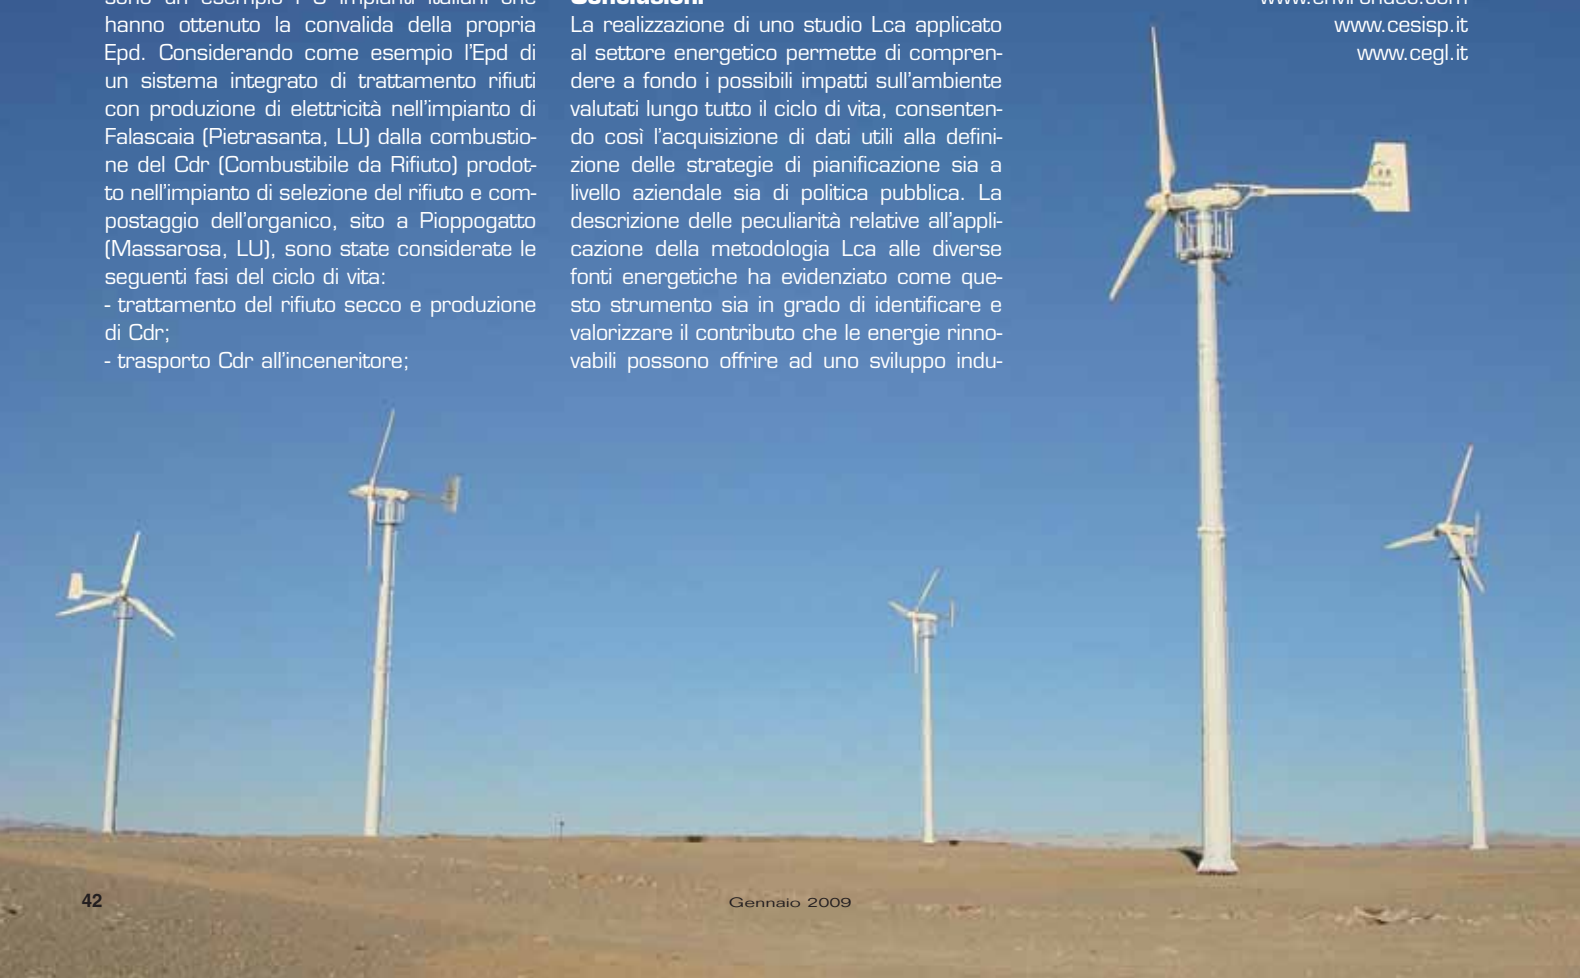 hanno ottenuto la convalida della propria
Epd. Considerando come esempio l'Epd di
un sistema integrato di trattamento rifiuti
con produzione di elettricità nell'impianto di
Falascaia (Pietrasanta, LU) dalla combustio-
ne del Cdr (Combustibile da Rifiuto) prodot-
to nell'impianto di selezione del rifiuto e com-
postaggio dell'organico, sito a Pioppogatto
(Massarosa, LU), sono state considerate le
seguenti fasi del ciclo di vita:
- trattamento del rifiuto secco e produzione
di Cdr;
- trasporto Cdr all'inceneritore;
Conclusioni
La realizzazione di uno studio Lca applicato
al settore energetico permette di compren-
dere a fondo i possibili impatti sull'ambiente
valutati lungo tutto il ciclo di vita, consenten-
do così l'acquisizione di dati utili alla defini-
zione delle strategie di pianificazione sia a
livello aziendale sia di politica pubblica. La
descrizione delle peculiarità relative all'appli-
cazione della metodologia Lca alle diverse
fonti energetiche ha evidenziato come que-
sto strumento sia in grado di identificare e
valorizzare il contributo che le energie rinno-
vabili possono offrire ad uno sviluppo indu-
www.environdec.com
www.cesisp.it
www.cegl.it
42
Gennaio 2009